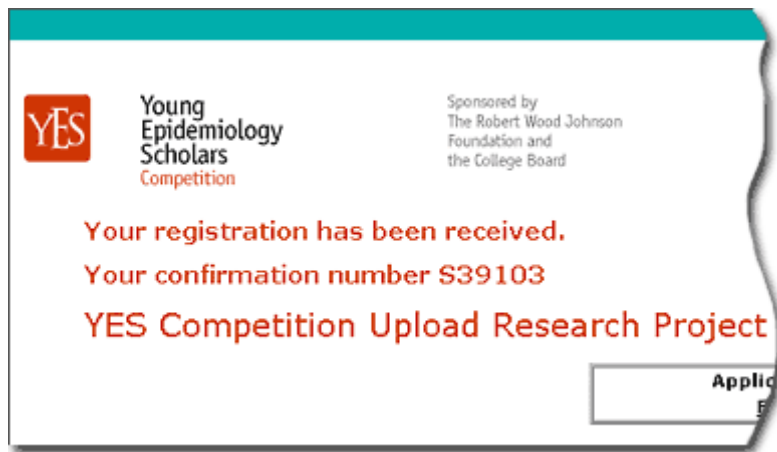 YES
Young
Epidemiology
Scholars
Competition
Sponsored by
The Robert Wood Johnson
Foundation and
the College Board
Your registration has been received.
Your confirmation number S39103
YES Competition Upload Research Project